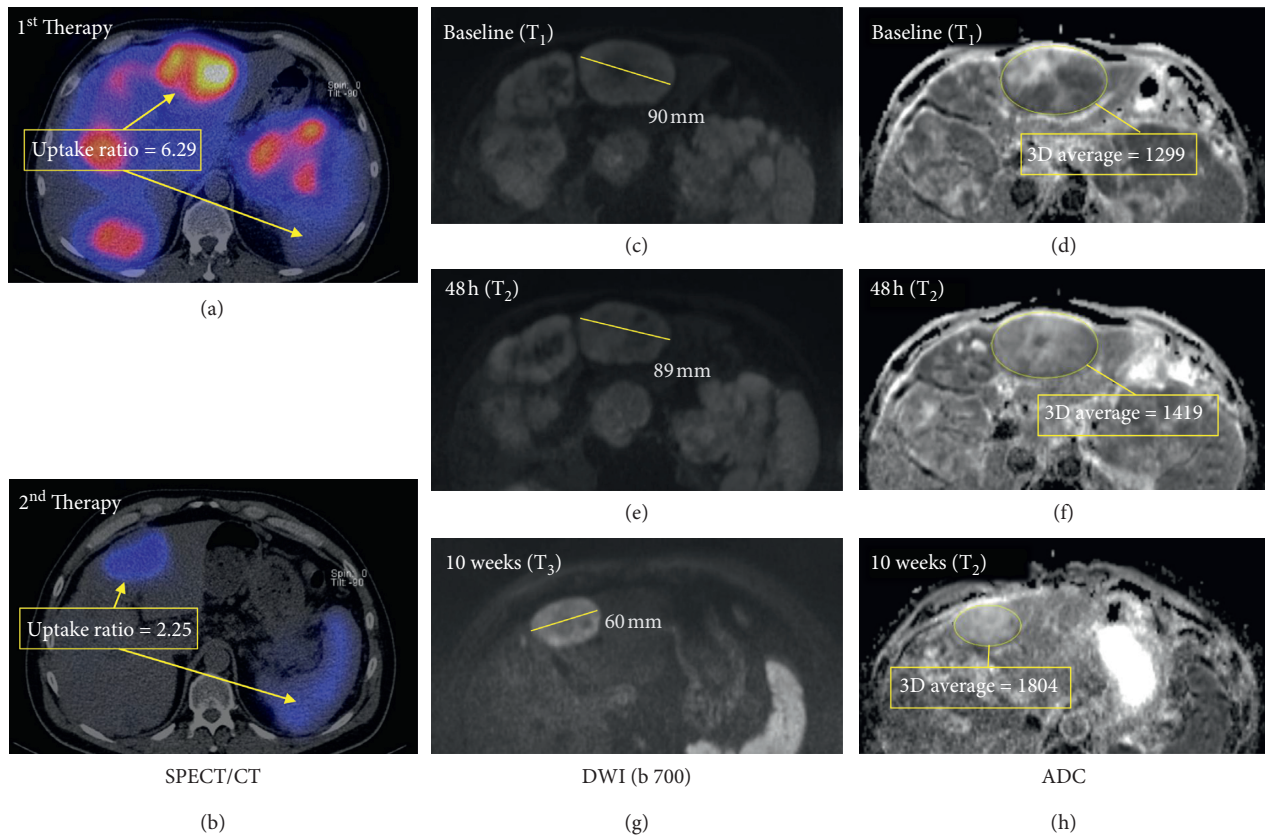 1st Therapy
Spin: 0
Tilt -90
Uptake ratio = 6.29
(a)
2nd Therapy
Spin: 0
Tilt -90
Uptake ratio = 2.25
SPECT/CT
(b)
Baseline (T1)
90 mm
(c)
48 h (T2)
89 mm
(e)
10 weeks (T3)
60 mm
DWI (b 700)
(g)
Baseline (T1)
3D average = 1299
(d)
48 h (T2)
3D average = 1419
(f)
10 weeks (T2)
3D average = 1804
ADC
(h)